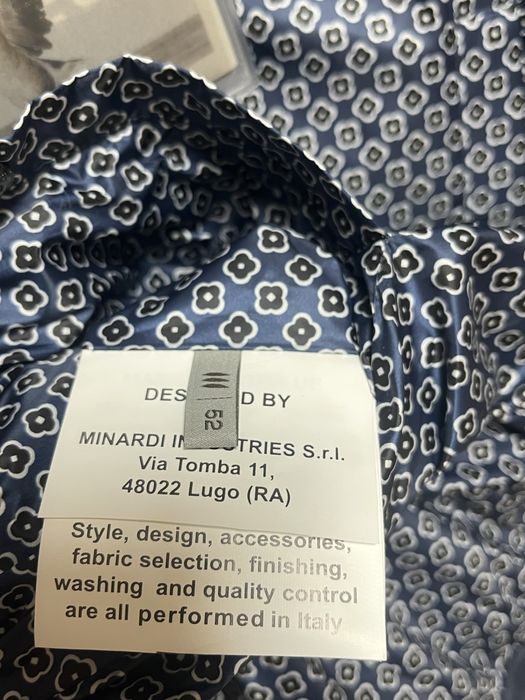 DES D BY
52
MINARDI IN STRIES S.r.l.
Via Tomba 11,
48022 Lugo (RA)
Style, design, accessories,
fabric selection, finishing,
washing and quality control
are all performed in Italy